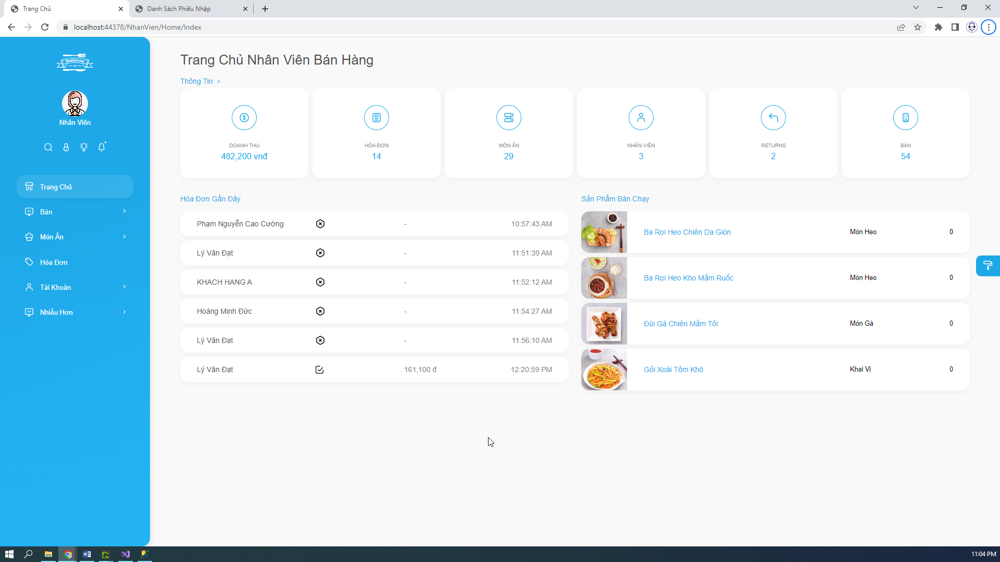 Trang Chủ
Danh Sách Phiếu Nhập
localhost:44378/NhanVien/Home/Index
Restaurant
Nhân Viên
Trang Chủ
Bàn
Món Ăn
Hóa Đơn
Tài Khoản
Nhiều Hơn
Trang Chủ Nhân Viên Bán Hàng
Thông Tin
DOANH THU
482,200 vnđ
HÓA ĐƠN
14
MÓN ĂN
29
NHÂN VIÊN
3
RETURNS
2
BÀN
54
Hóa Đơn Gần Đây
Phạm Nguyễn Cao Cường - 10:57:43 AM
Lý Văn Đạt - 11:51:39 AM
KHACH HANG A - 11:52:12 AM
Hoàng Minh Đức - 11:54:27 AM
Lý Văn Đạt - 11:56:10 AM
Lý Văn Đạt 161,100 đ 12:20:59 PM
Sản Phẩm Bán Chạy
Ba Rọi Heo Chiên Da Giòn Món Heo 0
Ba Rọi Heo Kho Mắm Ruốc Món Heo 0
Đùi Gà Chiên Mắm Tỏi Món Gà 0
Gỏi Xoài Tôm Khô Khai Vị 0
11:04 PM